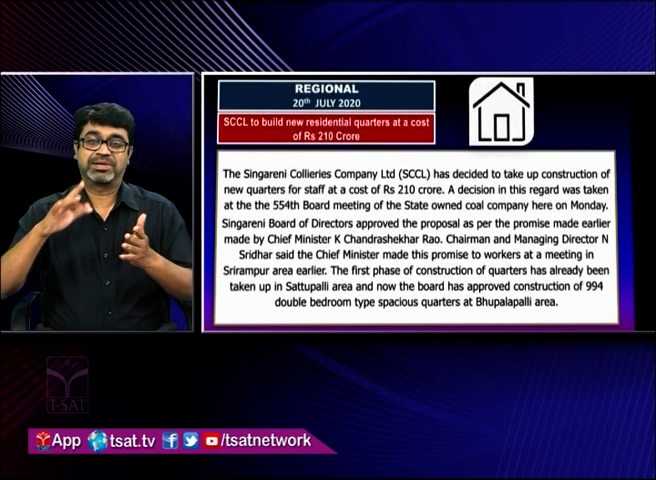 REGIONAL
20th JULY 2020
SCCL to build new residential quarters at a cost
of Rs 210 Crore
The Singareni Collieries Company Ltd (SCCL) has decided to take up construction of
new quarters for staff at a cost of Rs 210 crore. A decision in this regard was taken
at the the 554th Board meeting of the State owned coal company here on Monday.
Singareni Board of Directors approved the proposal as per the promise made earlier
made by Chief Minister K Chandrashekhar Rao. Chairman and Managing Director N
Sridhar said the Chief Minister made this promise to workers at a meeting in
Srirampur area earlier. The first phase of construction of quarters has already been
taken up in Sattupalli area and now the board has approved construction of 994
double bedroom type spacious quarters at Bhupalapalli area.
T-SAT
App tsat.tv /tsatnetwork